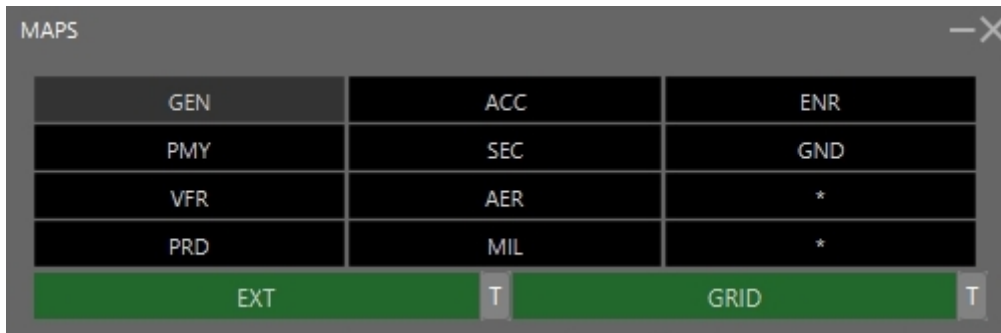 MAPS
GEN ACC ENR
PMY SEC GND
VFR AER *
PRD MIL *
EXT T GRID T